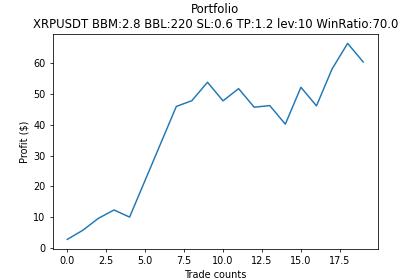 Portfolio
XRPUSDT BBM:2.8 BBL:220 SL:0.6 TP:1.2 lev:10 WinRatio:70.0
60
50
40
30
20
10
0
Profit ($)
0.0 2.5 5.0 7.5 10.0 12.5 15.0 17.5
Trade counts